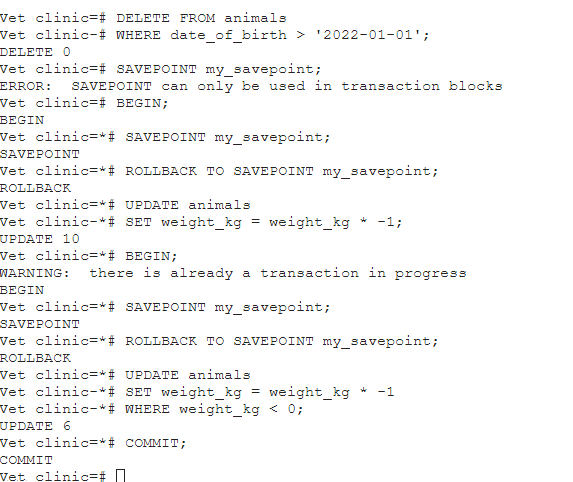 Vet clinic=# DELETE FROM animals
Vet clinic-# WHERE date_of_birth > '2022-01-01';
DELETE 0
Vet clinic=# SAVEPOINT my_savepoint;
ERROR:  SAVEPOINT can only be used in transaction blocks
Vet clinic=# BEGIN;
BEGIN
Vet clinic=*# SAVEPOINT my_savepoint;
SAVEPOINT
Vet clinic=*# ROLLBACK TO SAVEPOINT my_savepoint;
ROLLBACK
Vet clinic=*# UPDATE animals
Vet clinic-*# SET weight_kg = weight_kg * -1;
UPDATE 10
Vet clinic=*# BEGIN;
WARNING:  there is already a transaction in progress
BEGIN
Vet clinic=*# SAVEPOINT my_savepoint;
SAVEPOINT
Vet clinic=*# ROLLBACK TO SAVEPOINT my_savepoint;
ROLLBACK
Vet clinic=*# UPDATE animals
Vet clinic-*# SET weight_kg = weight_kg * -1
Vet clinic-*# WHERE weight_kg < 0;
UPDATE 6
Vet clinic=*# COMMIT;
COMMIT
Vet clinic=#